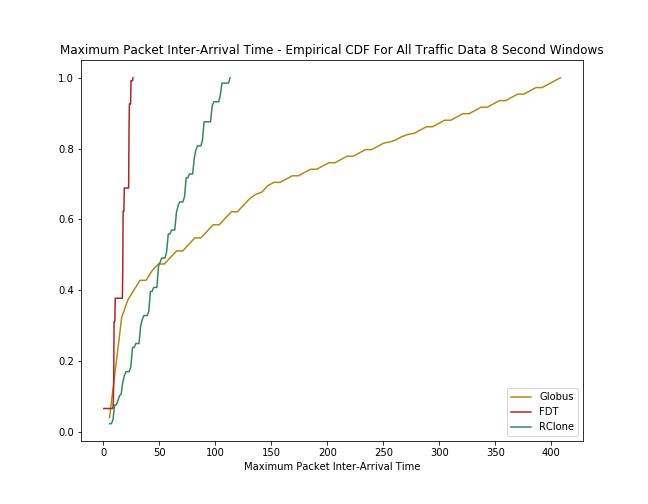 Maximum Packet Inter-Arrival Time - Empirical CDF For All Traffic Data 8 Second Windows
1.0
0.8
0.6
0.4
0.2
0.0
Globus
FDT
RClone
0 50 100 150 200 250 300 350 400
Maximum Packet Inter-Arrival Time